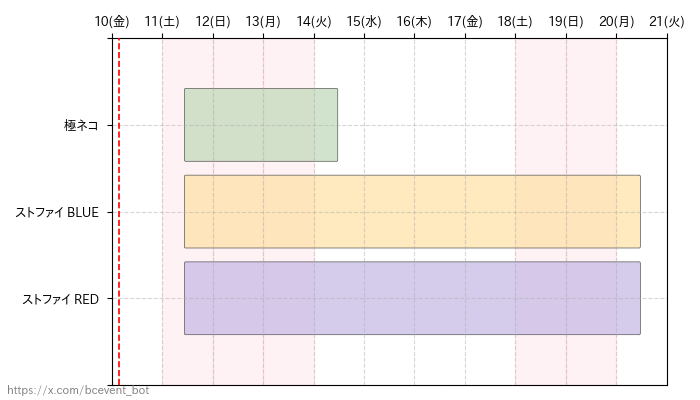 10(金) 11(土) 12(日) 13(月) 14(火) 15(水) 16(木) 17(金) 18(土) 19(日) 20(月) 21(火)
極ネコ
ストファイ BLUE
ストファイ RED
https://x.com/bcevent_bot